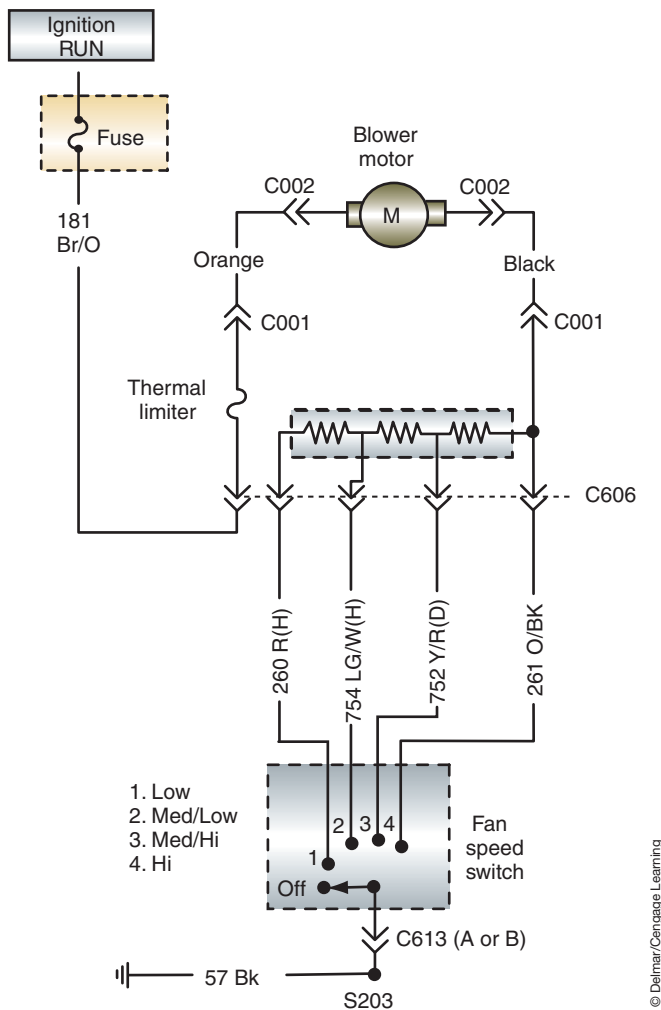 Ignition
RUN
Fuse
Blower
motor
C002
C002
M
181
Br/O
Orange
Black
C001
C001
Thermal
limiter
C606
260 R(H)
754 LG/W(H)
752 Y/R(D)
261 O/BK
1. Low
2. Med/Low
3. Med/Hi
4. Hi
1
2
3
4
Off
Fan
speed
switch
C613 (A or B)
57 Bk
S203
© Delmar/Cengage Learning